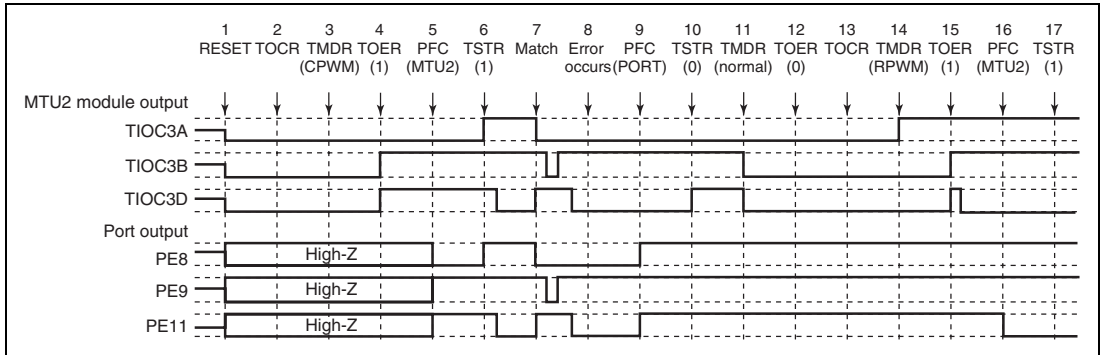 1 2 3 4 5 6 7 8 9 10 11 12 13 14 15 16 17
RESET TOCR TMDR TOER PFC TSTR Match Error PFC TSTR TMDR TOER TOCR TMDR TOER PFC TSTR
(CPWM) (1) (MTU2) (1) occurs (PORT) (0) (normal) (0) (RPWM) (1) (MTU2) (1)
MTU2 module output
TIOC3A
TIOC3B
TIOC3D
Port output
PE8 High-Z
PE9 High-Z
PE11 High-Z